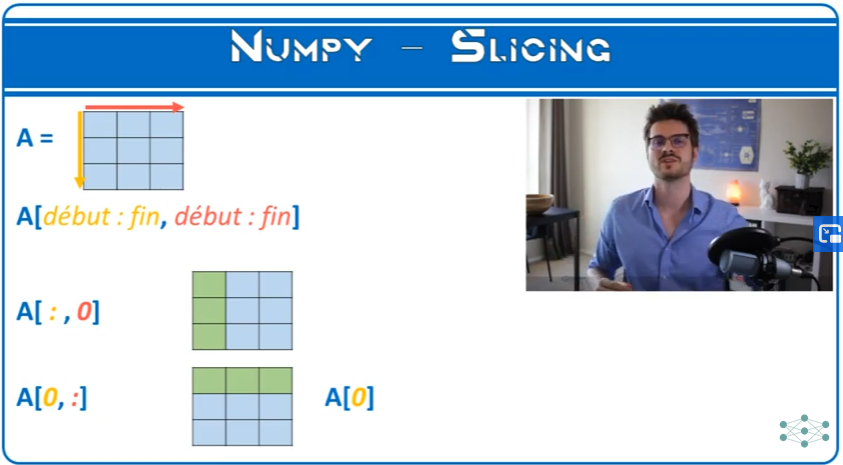 NUMPY – SLICING
A =
A[début : fin, début : fin]
A[ : , 0]
A[0, :]
A[0]